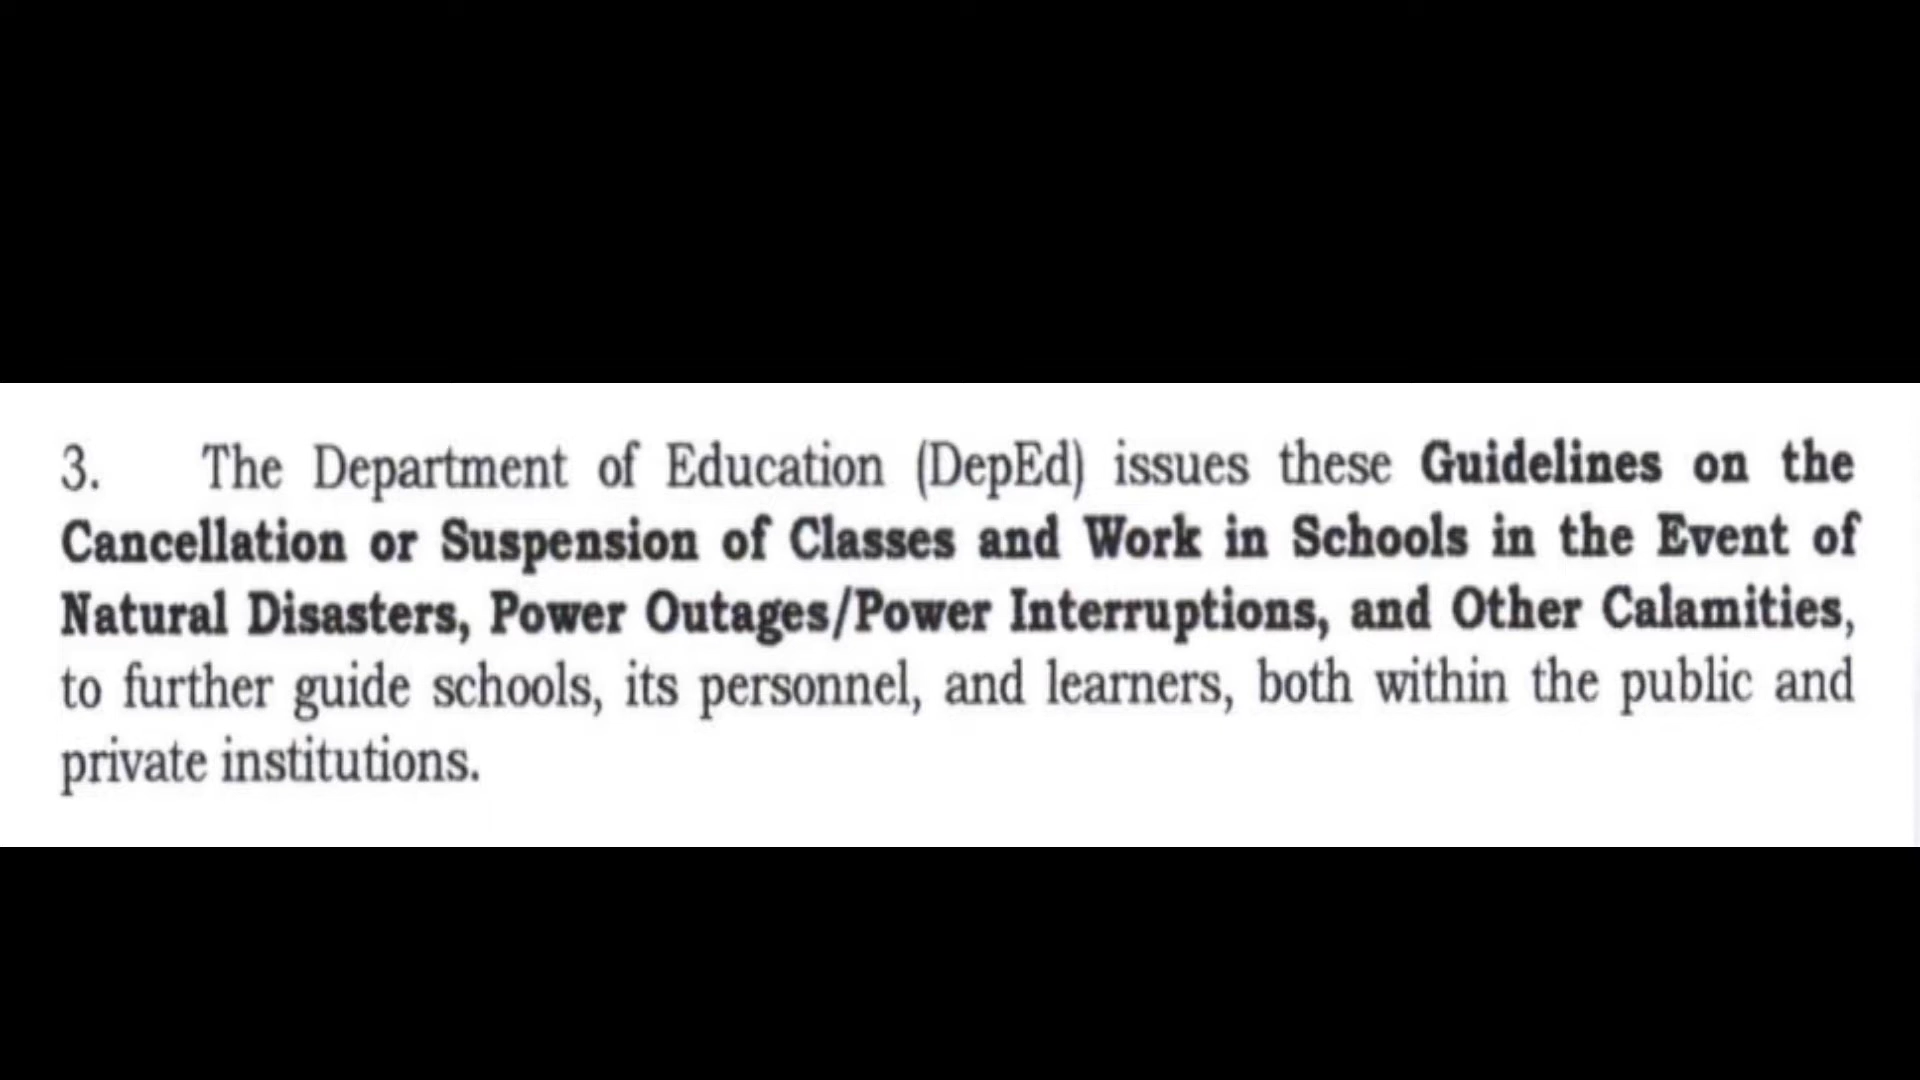 3. The Department of Education (DepEd) issues these Guidelines on the
Cancellation or Suspension of Classes and Work in Schools in the Event of
Natural Disasters, Power Outages/Power Interruptions, and Other Calamities,
to further guide schools, its personnel, and learners, both within the public and
private institutions.